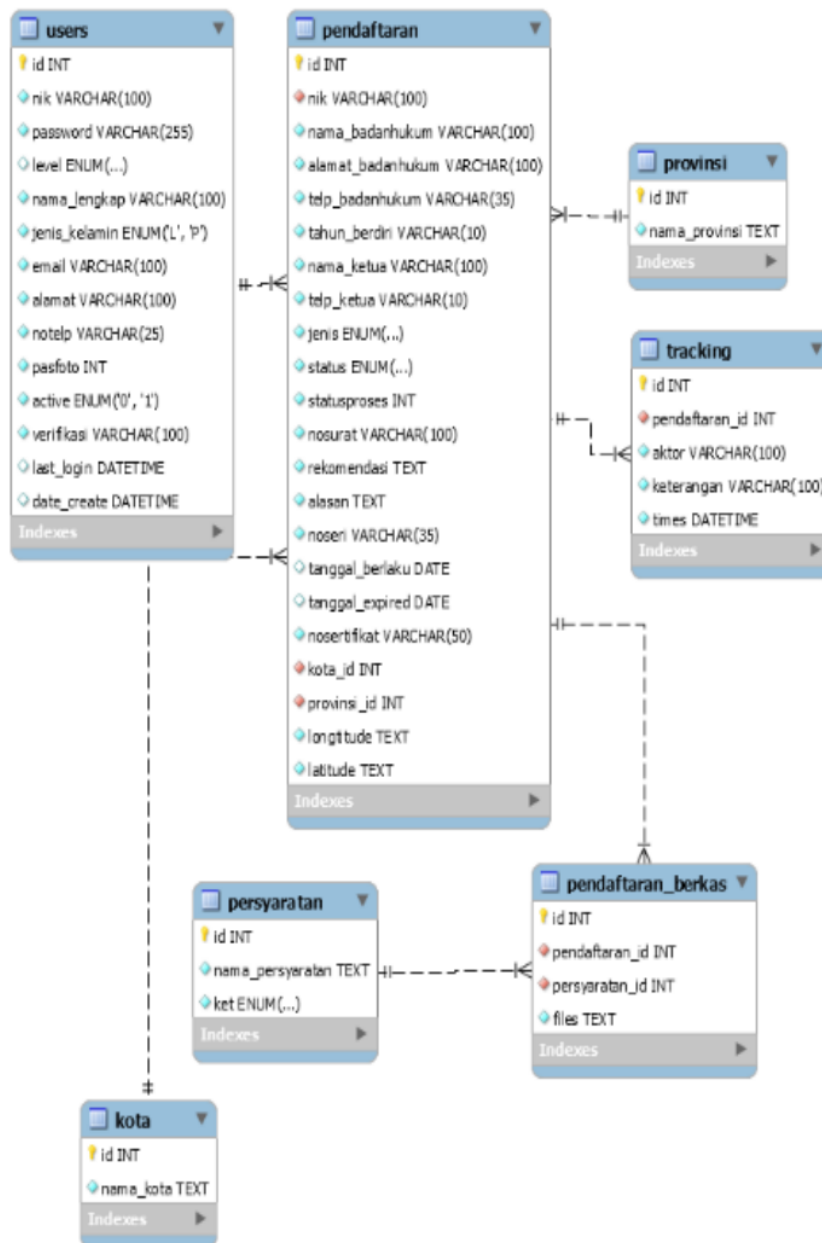 users
id INT
nik VARCHAR(100)
password VARCHAR(255)
level ENUM(...)
nama_lengkap VARCHAR(100)
jenis_kelamin ENUM('L', 'P')
email VARCHAR(100)
alamat VARCHAR(100)
notelp VARCHAR(25)
pasfoto INT
active ENUM('0', '1')
verifikasi VARCHAR(100)
last_login DATETIME
date_create DATETIME
Indexes
pendaftaran
id INT
nik VARCHAR(100)
nama_badanhukum VARCHAR(100)
alamat_badanhukum VARCHAR(100)
telp_badanhukum VARCHAR(35)
tahun_berdiri VARCHAR(10)
nama_ketua VARCHAR(100)
telp_ketua VARCHAR(10)
jenis ENUM(...)
status ENUM(...)
statusproses INT
nosurat VARCHAR(100)
rekomendasi TEXT
alasan TEXT
noseri VARCHAR(35)
tanggal_berlaku DATE
tanggal_expired DATE
nosertifikat VARCHAR(50)
kota_id INT
provinsi_id INT
longtitude TEXT
latitude TEXT
Indexes
provinsi
id INT
nama_provinsi TEXT
Indexes
tracking
id INT
pendaftaran_id INT
aktor VARCHAR(100)
keterangan VARCHAR(100)
times DATETIME
Indexes
persyaratan
id INT
nama_persyaratan TEXT
ket ENUM(...)
Indexes
pendaftaran_berkas
id INT
pendaftaran_id INT
persyaratan_id INT
files TEXT
Indexes
kota
id INT
nama_kota TEXT
Indexes